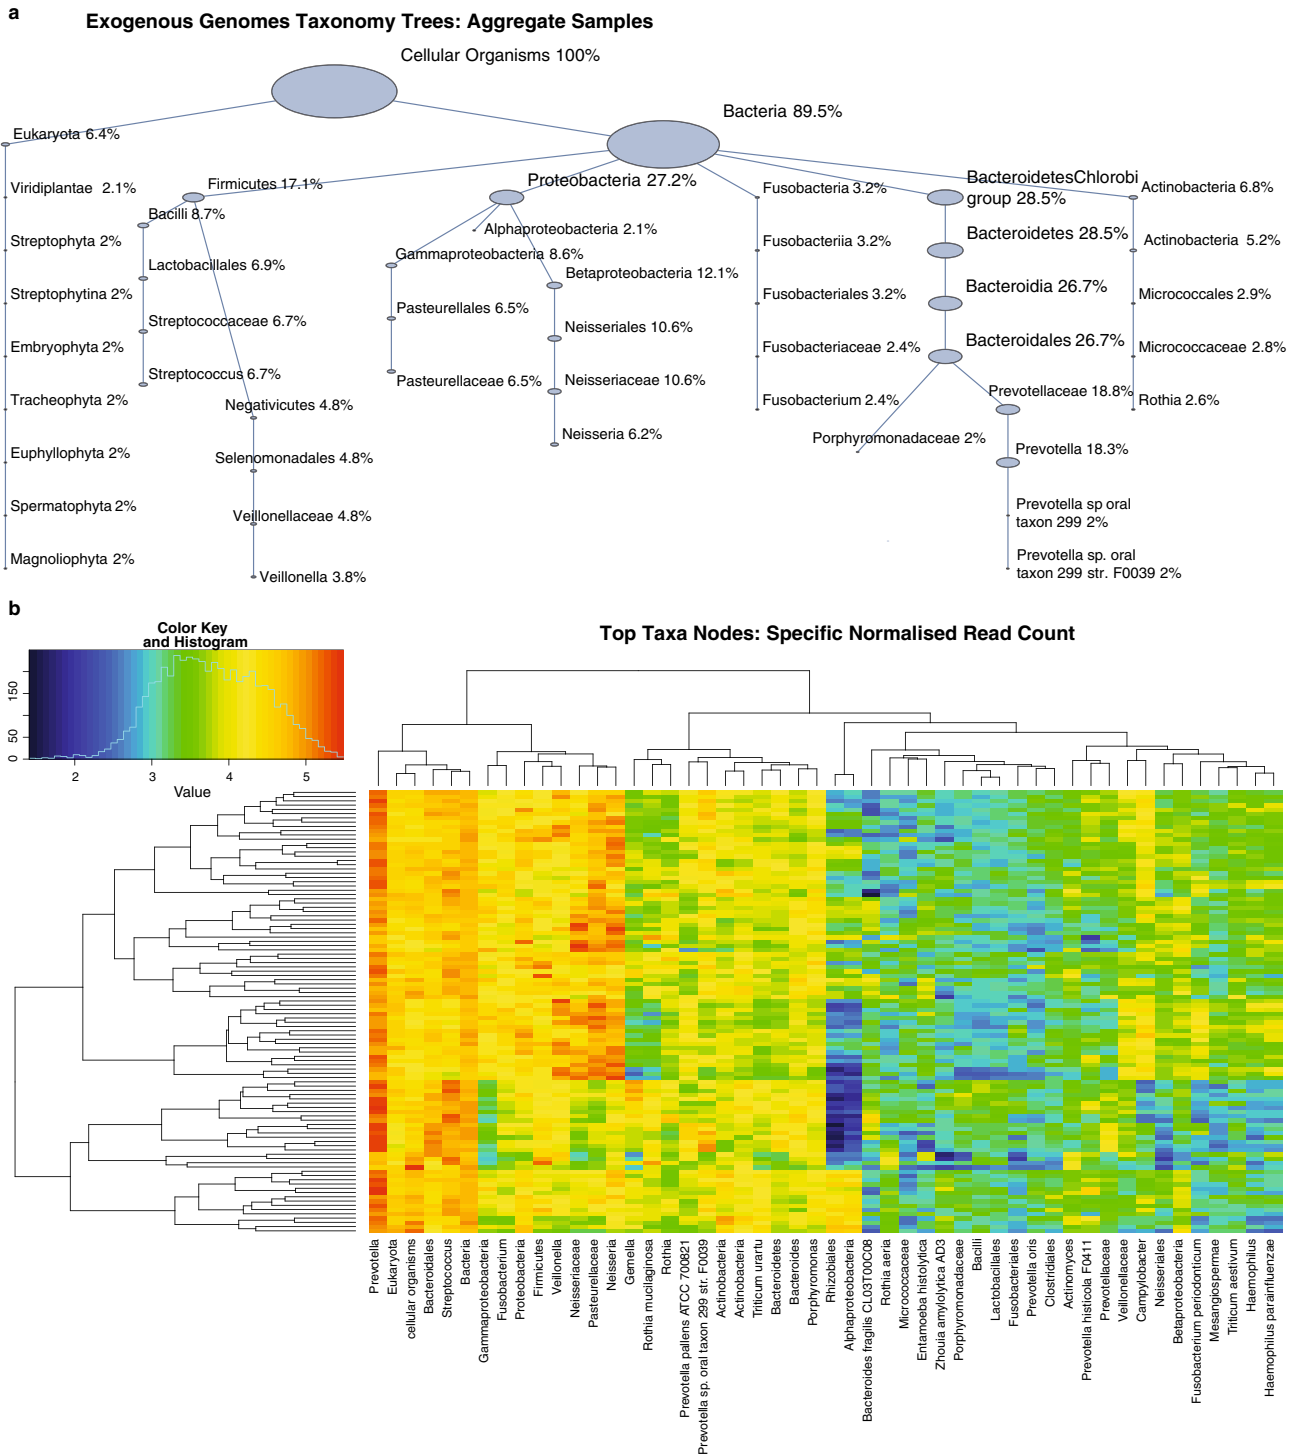 a
Exogenous Genomes Taxonomy Trees: Aggregate Samples
Cellular Organisms 100%
Bacteria 89.5%
Eukaryota 6.4%
Viridiplantae 2.1%
Streptophyta 2%
Streptophytina 2%
Embryophyta 2%
Tracheophyta 2%
Euphyllophyta 2%
Spermatophyta 2%
Magnoliophyta 2%
Firmicutes 17.1%
Bacilli 8.7%
Lactobacillales 6.9%
Streptococcaceae 6.7%
Streptococcus 6.7%
Negativicutes 4.8%
Selenomonadales 4.8%
Veillonellaceae 4.8%
Veillonella 3.8%
Proteobacteria 27.2%
Alphaproteobacteria 2.1%
Gammaproteobacteria 8.6%
Pasteurellales 6.5%
Pasteurellaceae 6.5%
Betaproteobacteria 12.1%
Neisseriales 10.6%
Neisseriaceae 10.6%
Neisseria 6.2%
Fusobacteria 3.2%
Fusobacteriia 3.2%
Fusobacteriales 3.2%
Fusobacteriaceae 2.4%
Fusobacterium 2.4%
BacteroidetesChlorobi
group 28.5%
Bacteroidetes 28.5%
Bacteroidia 26.7%
Bacteroidales 26.7%
Porphyromonadaceae 2%
Prevotellaceae 18.8%
Prevotella 18.3%
Prevotella sp oral
taxon 299 2%
Prevotella sp. oral
taxon 299 str. F0039 2%
Actinobacteria 6.8%
Actinobacteria 5.2%
Micrococcales 2.9%
Micrococcaceae 2.8%
Rothia 2.6%
b
Color Key
and Histogram
0 50 150
2 3 4 5
Value
Top Taxa Nodes: Specific Normalised Read Count
Prevotella
Eukaryota
cellular organisms
Bacteroidales
Streptococcus
Bacteria
Gammaproteobacteria
Fusobacterium
Proteobacteria
Firmicutes
Veillonella
Neisseriaceae
Pasteurellaceae
Neisseria
Gemella
Rothia mucilaginosa
Rothia
Prevotella pallens ATCC 700821
Prevotella sp. oral taxon 299 str. F0039
Actinobacteria
Actinobacteria
Triticum urartu
Bacteroidetes
Bacteroides
Porphyromonas
Rhizobiales
Alphaproteobacteria
Bacteroides fragilis CL03T00C08
Rothia aeria
Micrococcaceae
Entamoeba histolytica
Zhouia amylolytica AD3
Porphyromonadaceae
Bacilli
Lactobacillales
Fusobacteriales
Prevotella oris
Clostridiales
Actinomyces
Prevotella histicola F0411
Prevotellaceae
Veillonellaceae
Campylobacter
Neisseriales
Betaproteobacteria
Fusobacterium periodonticum
Mesangiospermae
Triticum aestivum
Haemophilus
Haemophilus parainfluenzae